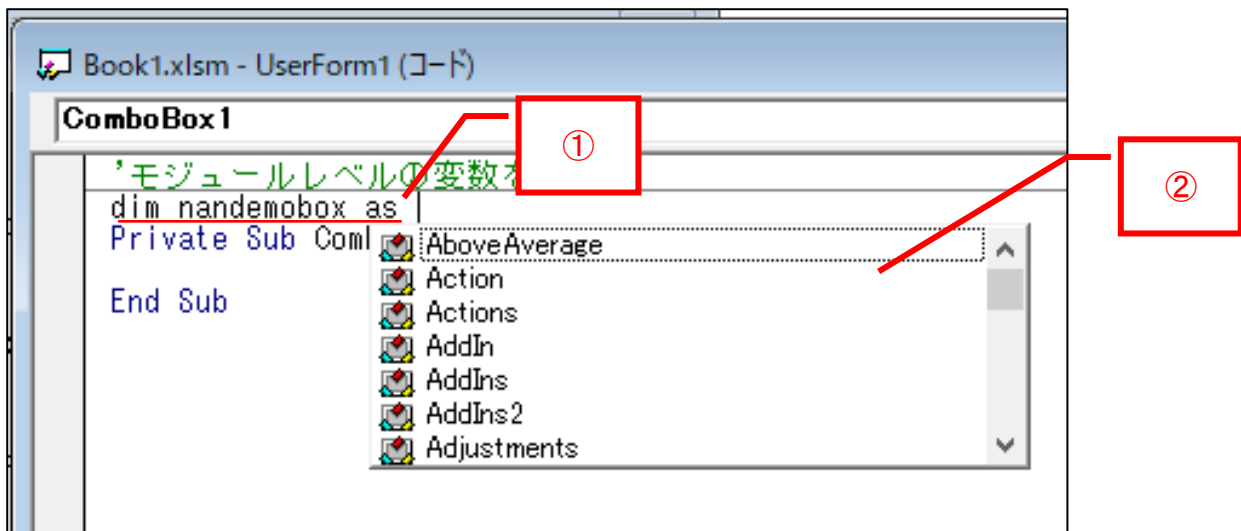 Book1.xlsm - UserForm1 (コード)
ComboBox1
①
'モジュールレベルの変数
②
dim nandemobox as
Private Sub Com
AboveAverage
Action
End Sub
Actions
AddIn
AddIns
AddIns2
Adjustments